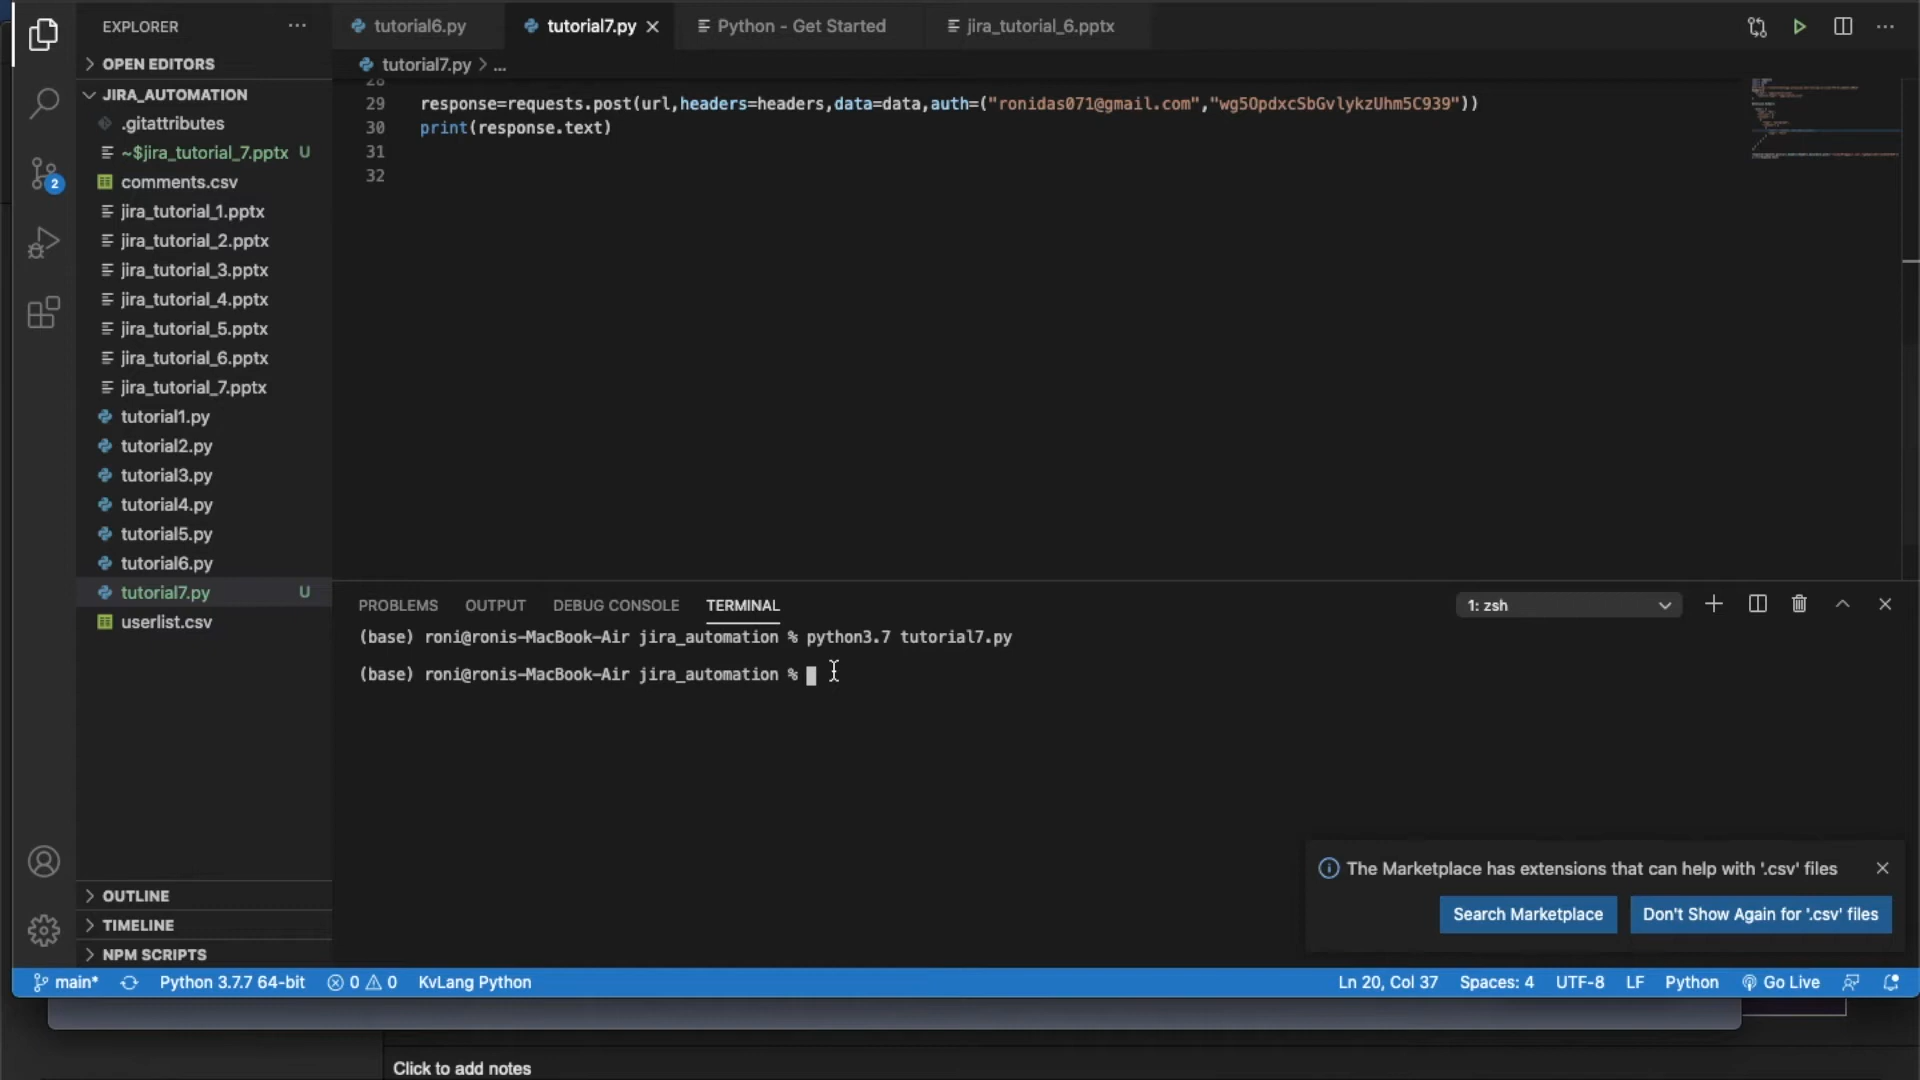 EXPLORER
tutorial6.py
tutorial7.py
Python - Get Started
jira_tutorial_6.pptx
OPEN EDITORS
tutorial7.py > ...
JIRA_AUTOMATION
.gitattributes
~$jira_tutorial_7.pptx U
comments.csv
jira_tutorial_1.pptx
jira_tutorial_2.pptx
jira_tutorial_3.pptx
jira_tutorial_4.pptx
jira_tutorial_5.pptx
jira_tutorial_6.pptx
jira_tutorial_7.pptx
tutorial1.py
tutorial2.py
tutorial3.py
tutorial4.py
tutorial5.py
tutorial6.py
tutorial7.py U
userlist.csv
OUTLINE
TIMELINE
NPM SCRIPTS
2
28
29 response=requests.post(url,headers=headers,data=data,auth=("ronidas071@gmail.com","wg5OpdxcSbGvlykzUhm5C939"))
30 print(response.text)
31
32
PROBLEMS OUTPUT DEBUG CONSOLE TERMINAL
1: zsh
(base) roni@ronis-MacBook-Air jira_automation % python3.7 tutorial7.py
(base) roni@ronis-MacBook-Air jira_automation %
The Marketplace has extensions that can help with '.csv' files
Search Marketplace
Don't Show Again for '.csv' files
main* Python 3.7.7 64-bit 0 0 KvLang Python
Ln 20, Col 37 Spaces: 4 UTF-8 LF Python Go Live
Click to add notes